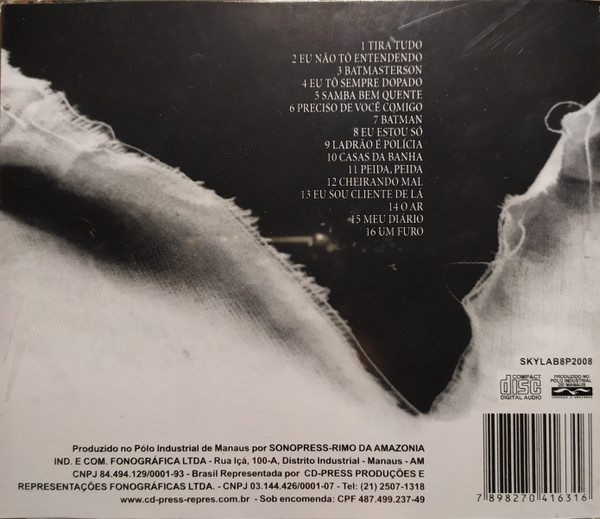 1 TIRA TUDO
2 EU NÃO TÔ ENTENDENDO
3 BATMASTERSON
4 EU TÔ SEMPRE DOPADO
5 SAMBA BEM QUENTE
6 PRECISO DE VOCÊ COMIGO
7 BATMAN
8 EU ESTOU SÓ
9 LADRÃO É POLÍCIA
10 CASAS DA BANHA
11 PEIDA, PEIDA
12 CHEIRANDO MAL
13 EU SOU CLIENTE DE LÁ
14 O AR
15 MEU DIÁRIO
16 UM FURO
SKYLAB8P2008
COMPACT
disc
DIGITAL AUDIO
PRODUZIDO NO
PÓLO INDUSTRIAL
DE MANAUS
Produzido no Pólo Industrial de Manaus por SONOPRESS-RIMO DA AMAZONIA
IND. E COM. FONOGRÁFICA LTDA - Rua Içá, 100-A, Distrito Industrial - Manaus - AM
CNPJ 84.494.129/0001-93 - Brasil Representada por CD-PRESS PRODUÇÕES E
REPRESENTAÇÕES FONOGRÁFICAS LTDA. - CNPJ 03.144.426/0001-07 - Tel: (21) 2507-1318
www.cd-press-repres.com.br - Sob encomenda: CPF 487.499.237-49
7 898270 416316